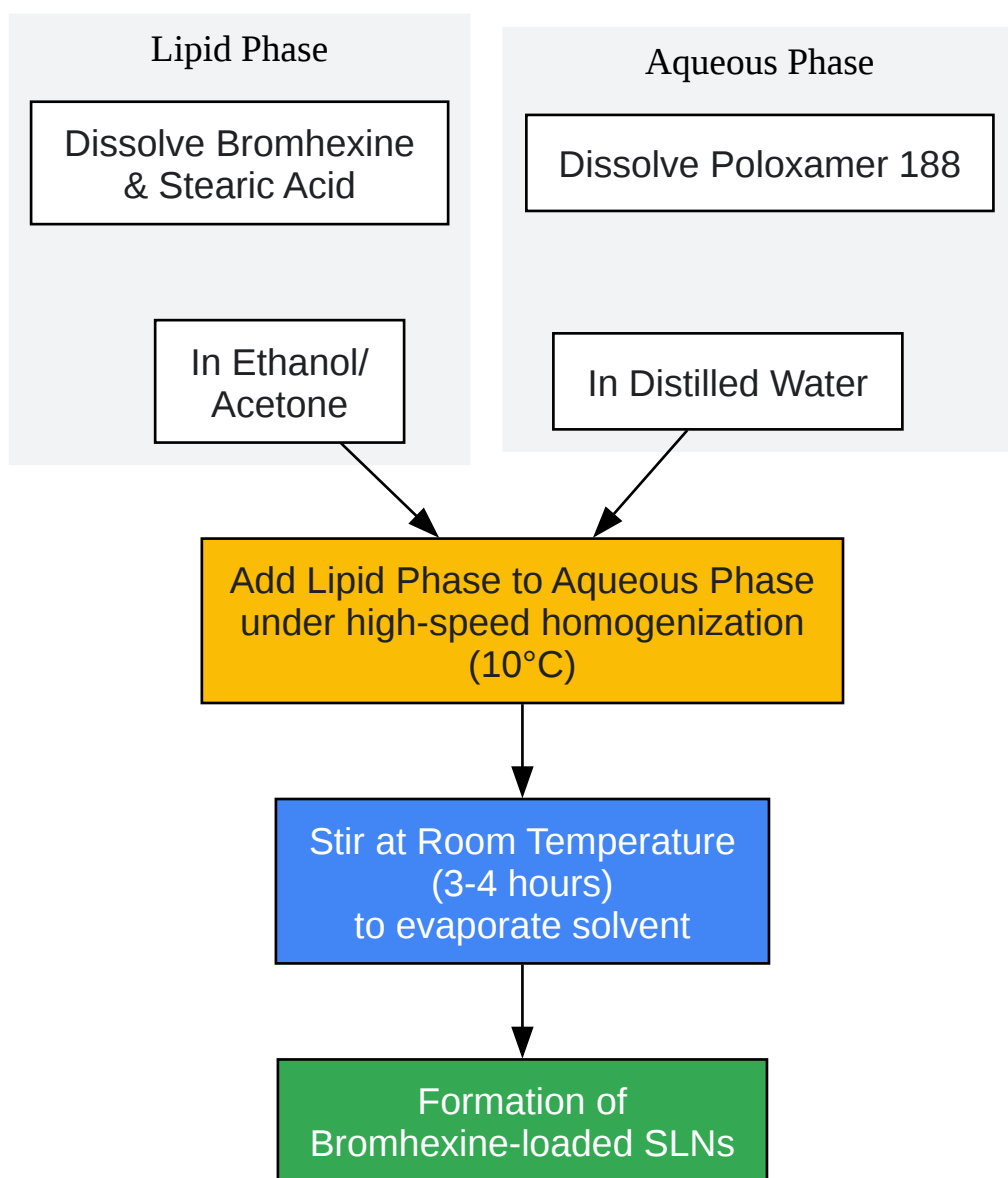 Lipid Phase
Dissolve Bromhexine
& Stearic Acid
In Ethanol/
Acetone
Aqueous Phase
Dissolve Poloxamer 188
In Distilled Water
Add Lipid Phase to Aqueous Phase
under high-speed homogenization
(10°C)
Stir at Room Temperature
(3-4 hours)
to evaporate solvent
Formation of
Bromhexine-loaded SLNs